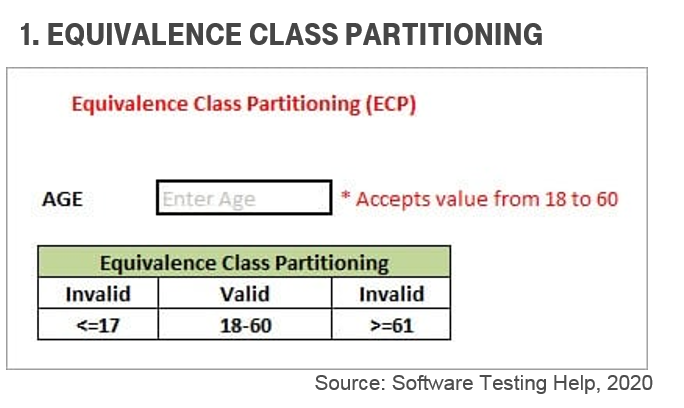 1. EQUIVALENCE CLASS PARTITIONING
Equivalence Class Partitioning (ECP)
AGE Enter Age * Accepts value from 18 to 60
Equivalence Class Partitioning
Invalid Valid Invalid
<=17 18-60 >=61
Source: Software Testing Help, 2020